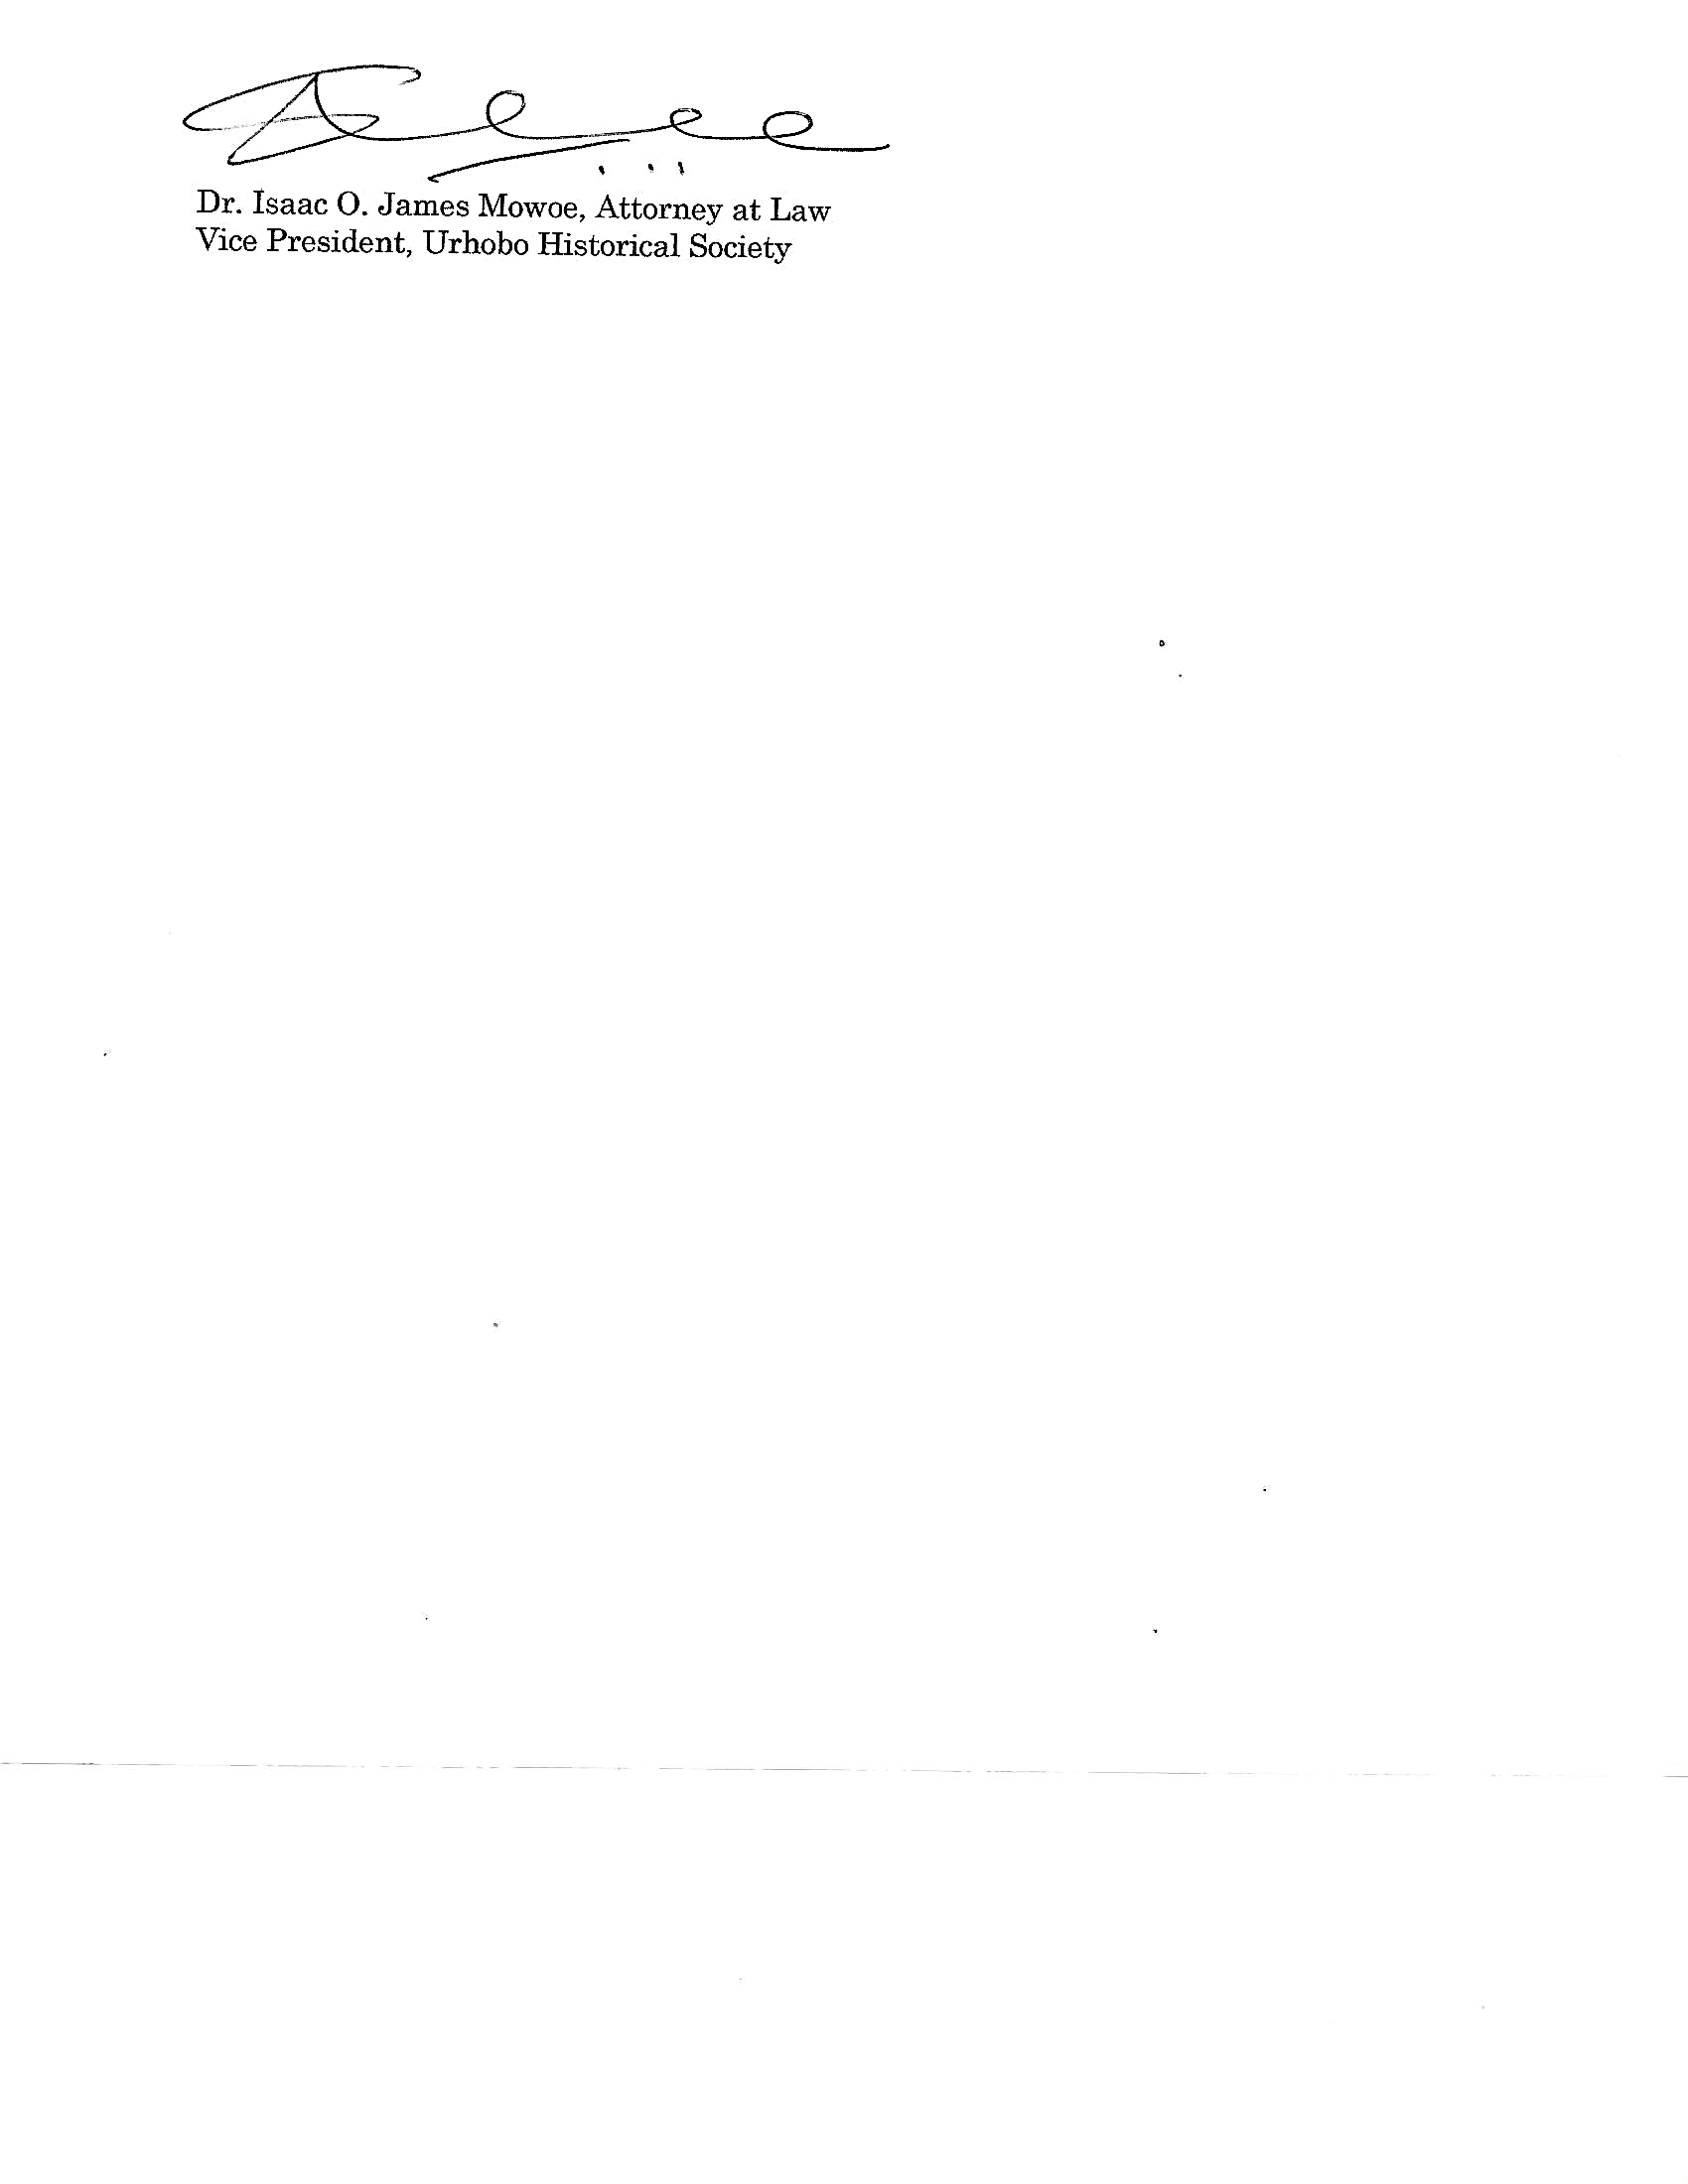 Dr. Isaac O. James Mowoe, Attorney at Law
Vice President, Urhobo Historical Society